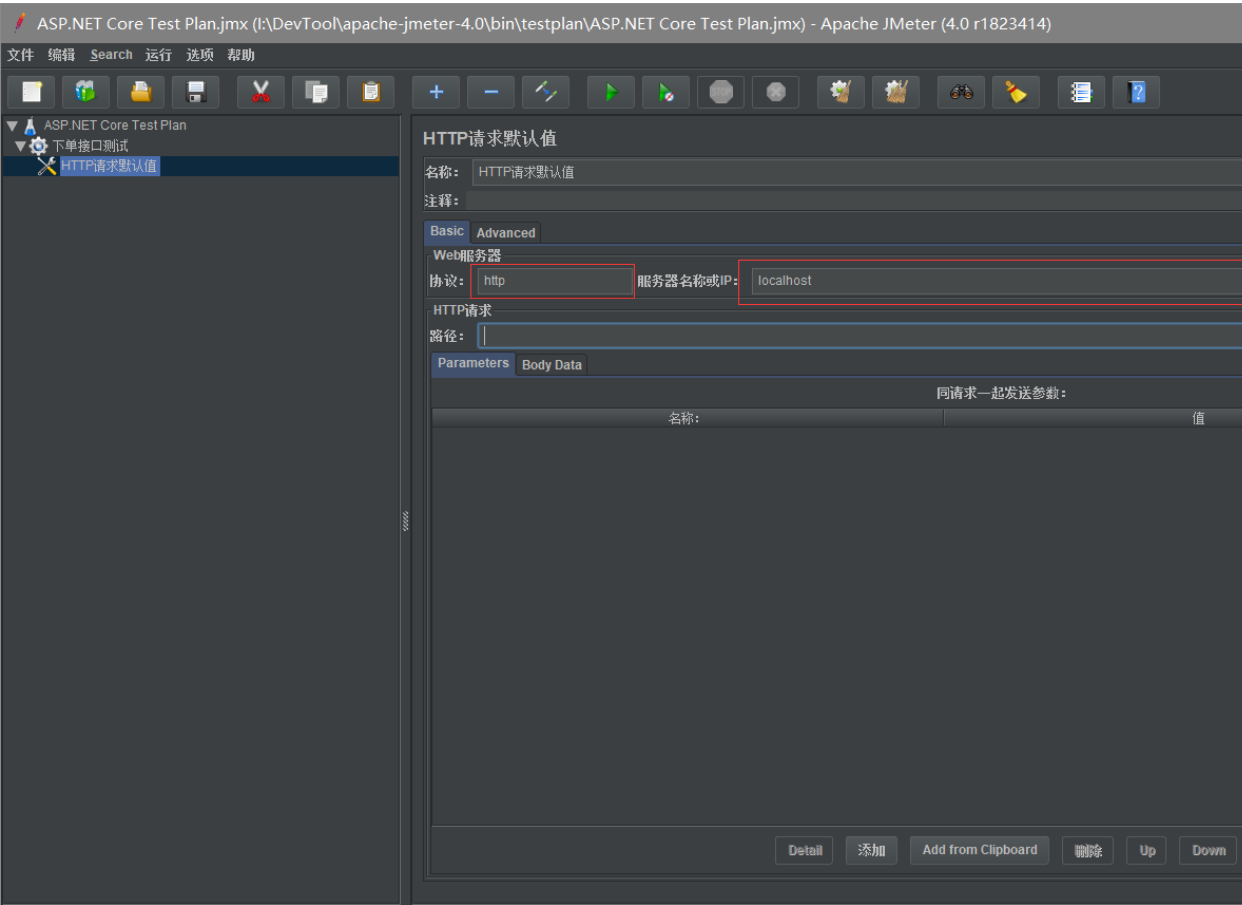 ASP.NET Core Test Plan.jmx (I:\DevTool\apache-jmeter-4.0\bin\testplan\ASP.NET Core Test Plan.jmx) - Apache JMeter (4.0 r1823414)
文件 编辑 Search 运行 选项 帮助
STOP
ASP.NET Core Test Plan
下单接口测试
HTTP请求默认值
HTTP请求默认值
名称: HTTP请求默认值
注释:
Basic Advanced
Web服务器
协议: http 服务器名称或IP: localhost
HTTP请求
路径:
Parameters Body Data
同请求一起发送参数:
名称: 值
Detail 添加 Add from Clipboard 删除 Up Down